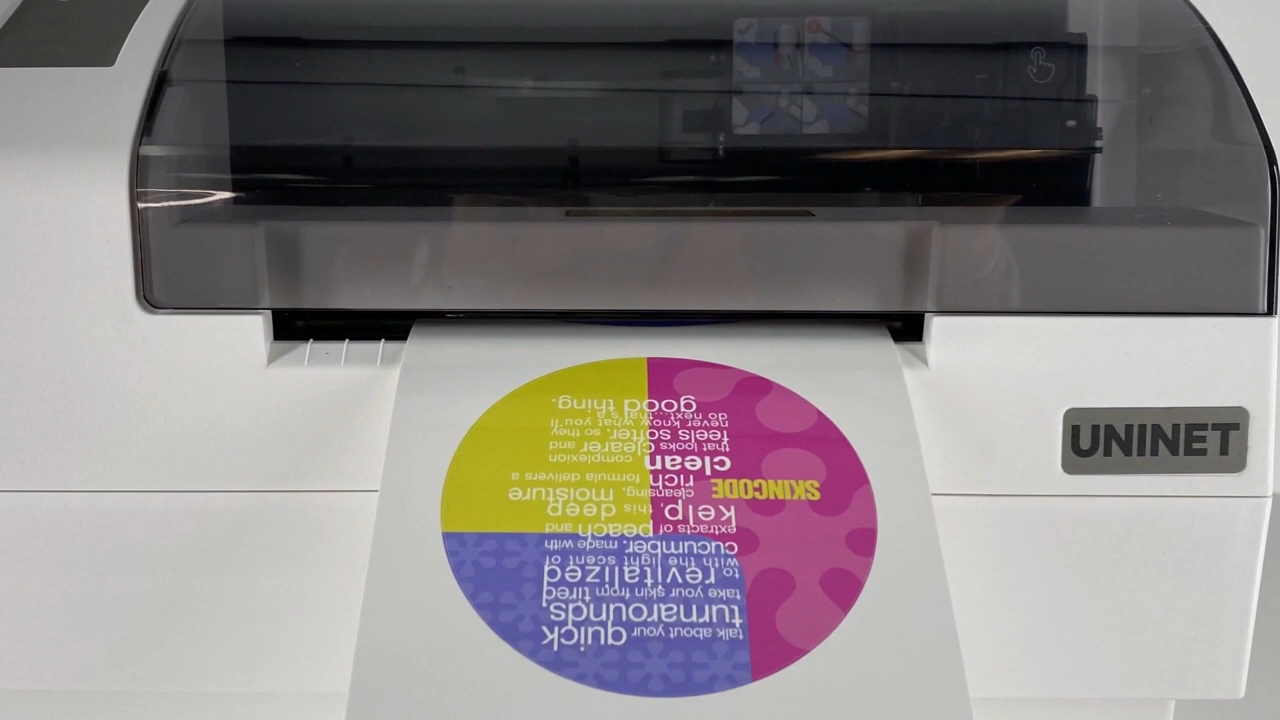 UNINET
talk about your quick
turnarounds,
take your skin from tired
to revitalized
with the light scent of
cucumber. made with
extracts of peach and
kelp, this deep
cleansing, moisture
rich formula delivers a
clean complexion
that looks clearer and
feels softer. so they
never know what you'll
do next...that's a
good thing.
SKINCODE